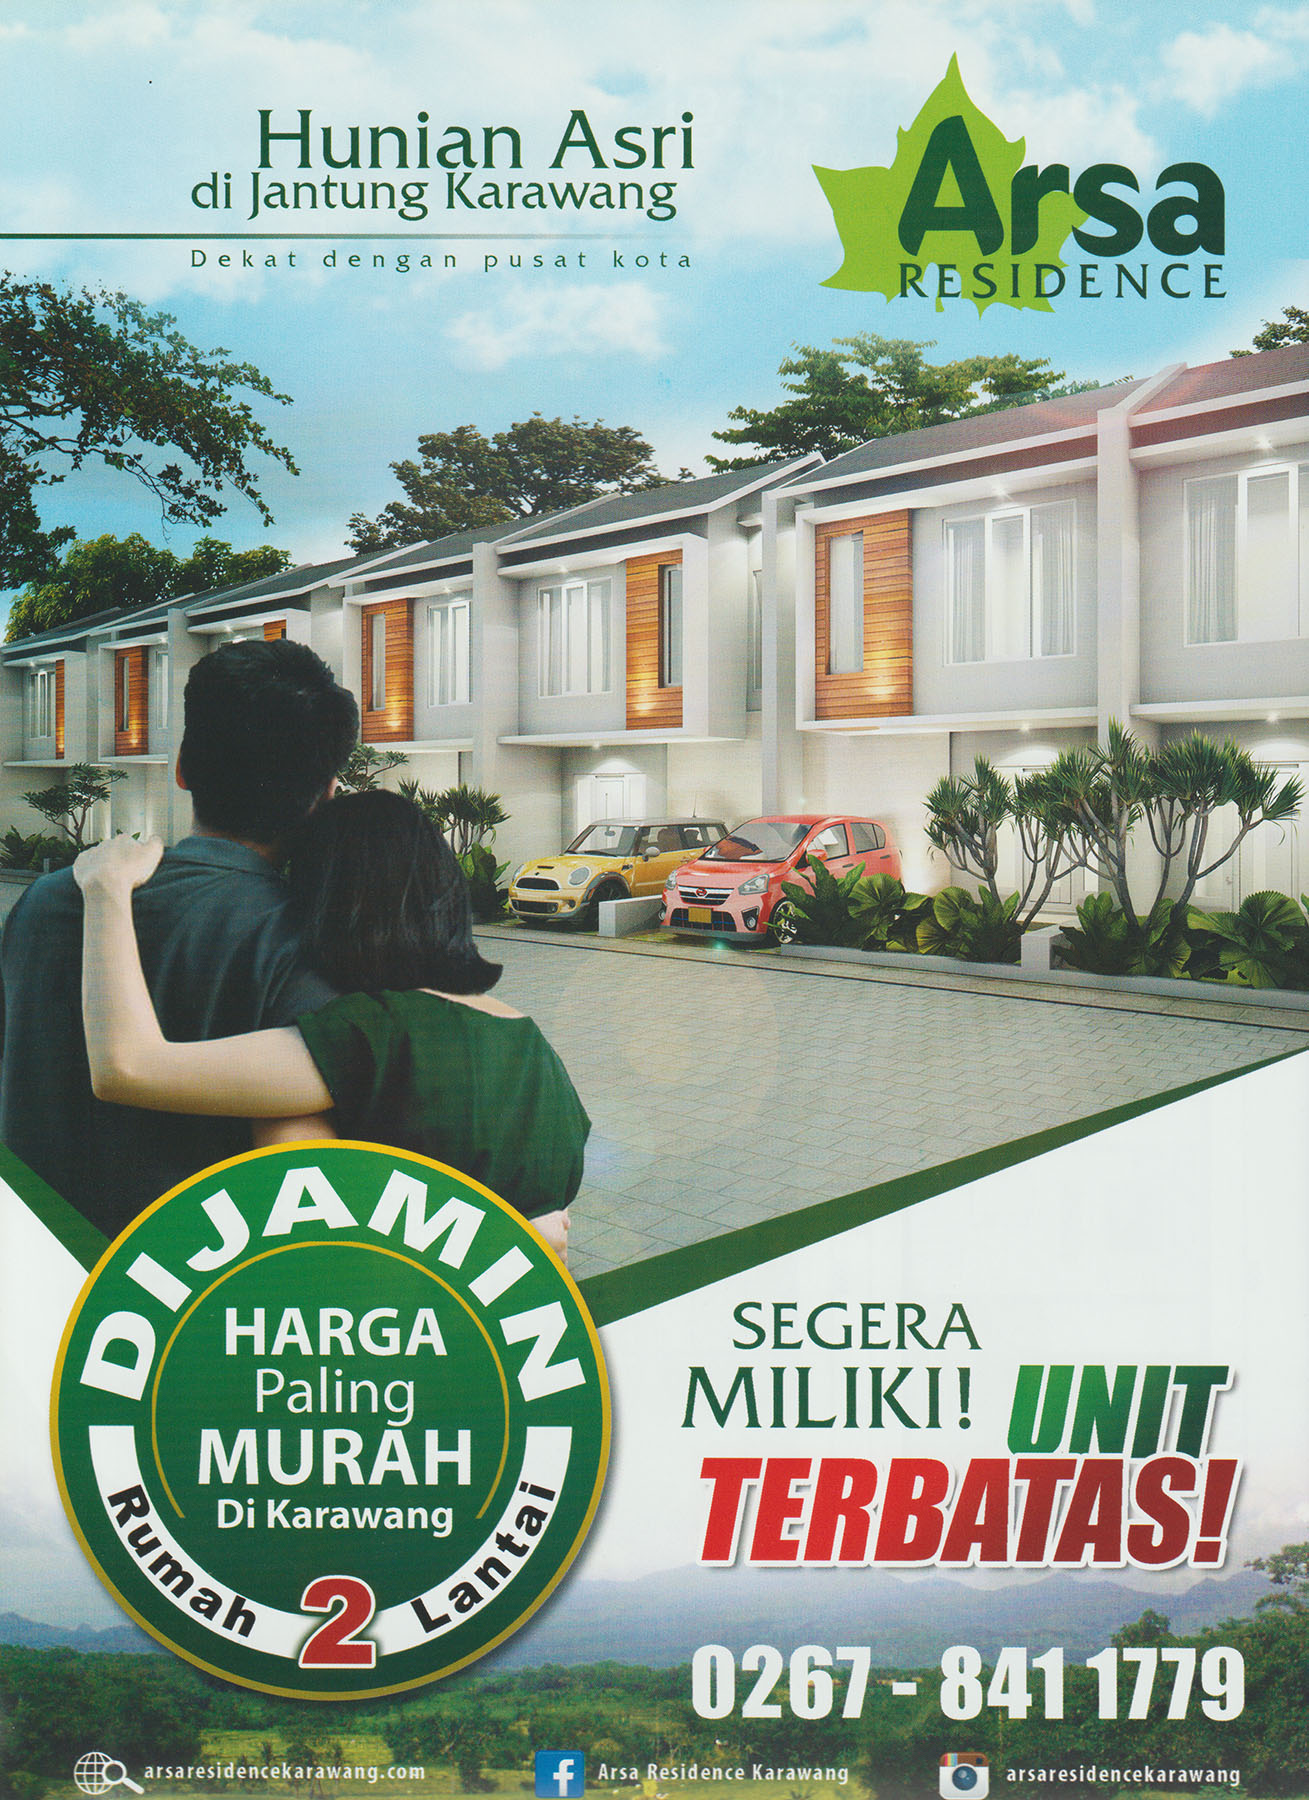 Hunian Asri
di Jantung Karawang
Dekat dengan pusat kota
Arsa
RESIDENCE
DIJAMIN
HARGA
Paling
MURAH
Di Karawang
Rumah 2 Lantai
SEGERA
MILIKI! UNIT
TERBATAS!
0267 - 841 1779
arsaresidencekarawang.com
Arsa Residence Karawang
arsaresidencekarawang